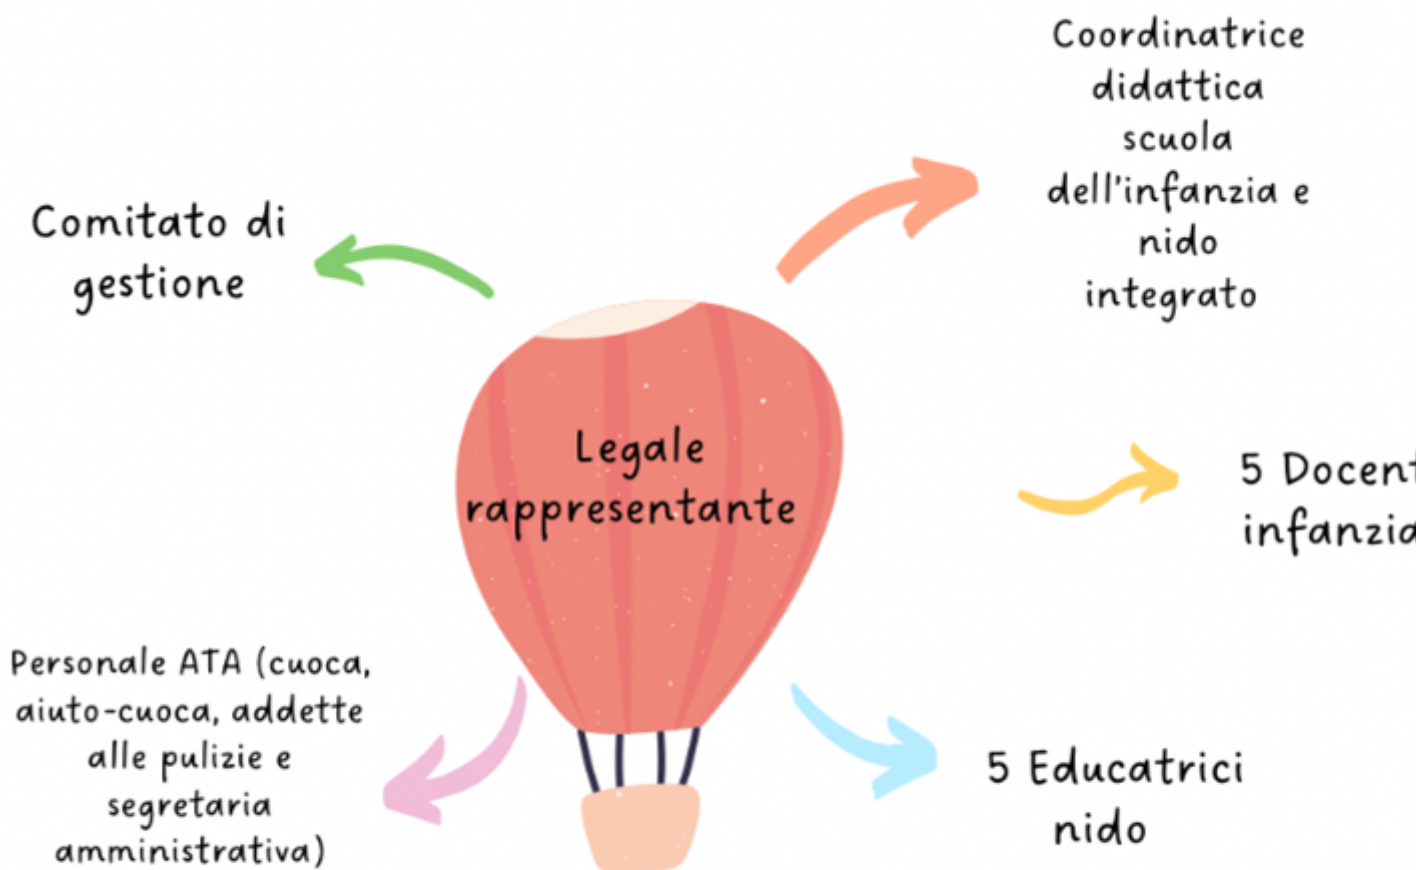 Coordinatrice
didattica
scuola
dell'infanzia e
nido
integrato
Comitato di
gestione
Legale
rappresentante
5 Docent
infanzia
Personale ATA (cuoca,
aiuto-cuoca, addette
alle pulizie e
segretaria
amministrativa)
5 Educatrici
nido